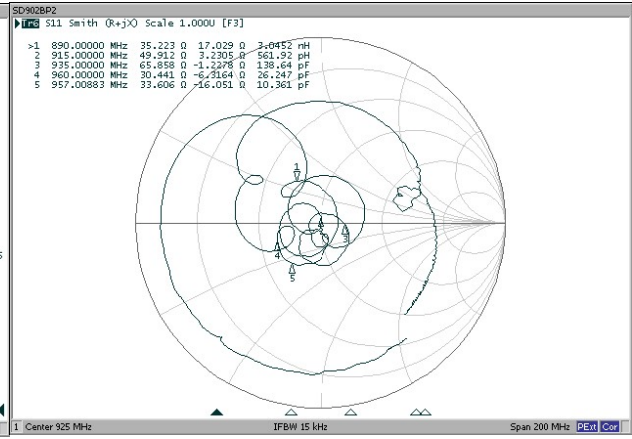 SD902BP2
Tr6 S11 Smith (R+jX) Scale 1.000U [F3]
>1 890.00000 MHz 35.223 Ω 17.029 Ω 3.0452 nH
2 915.00000 MHz 49.912 Ω 3.2305 Ω 561.92 pH
3 935.00000 MHz 65.858 Ω -1.2278 Ω 138.64 pF
4 960.00000 MHz 30.441 Ω -6.3164 Ω 26.247 pF
5 957.00883 MHz 33.606 Ω -16.051 Ω 10.361 pF
1
3
4
5
1 Center 925 MHz IFBW 15 kHz Span 200 MHz PExt Cor